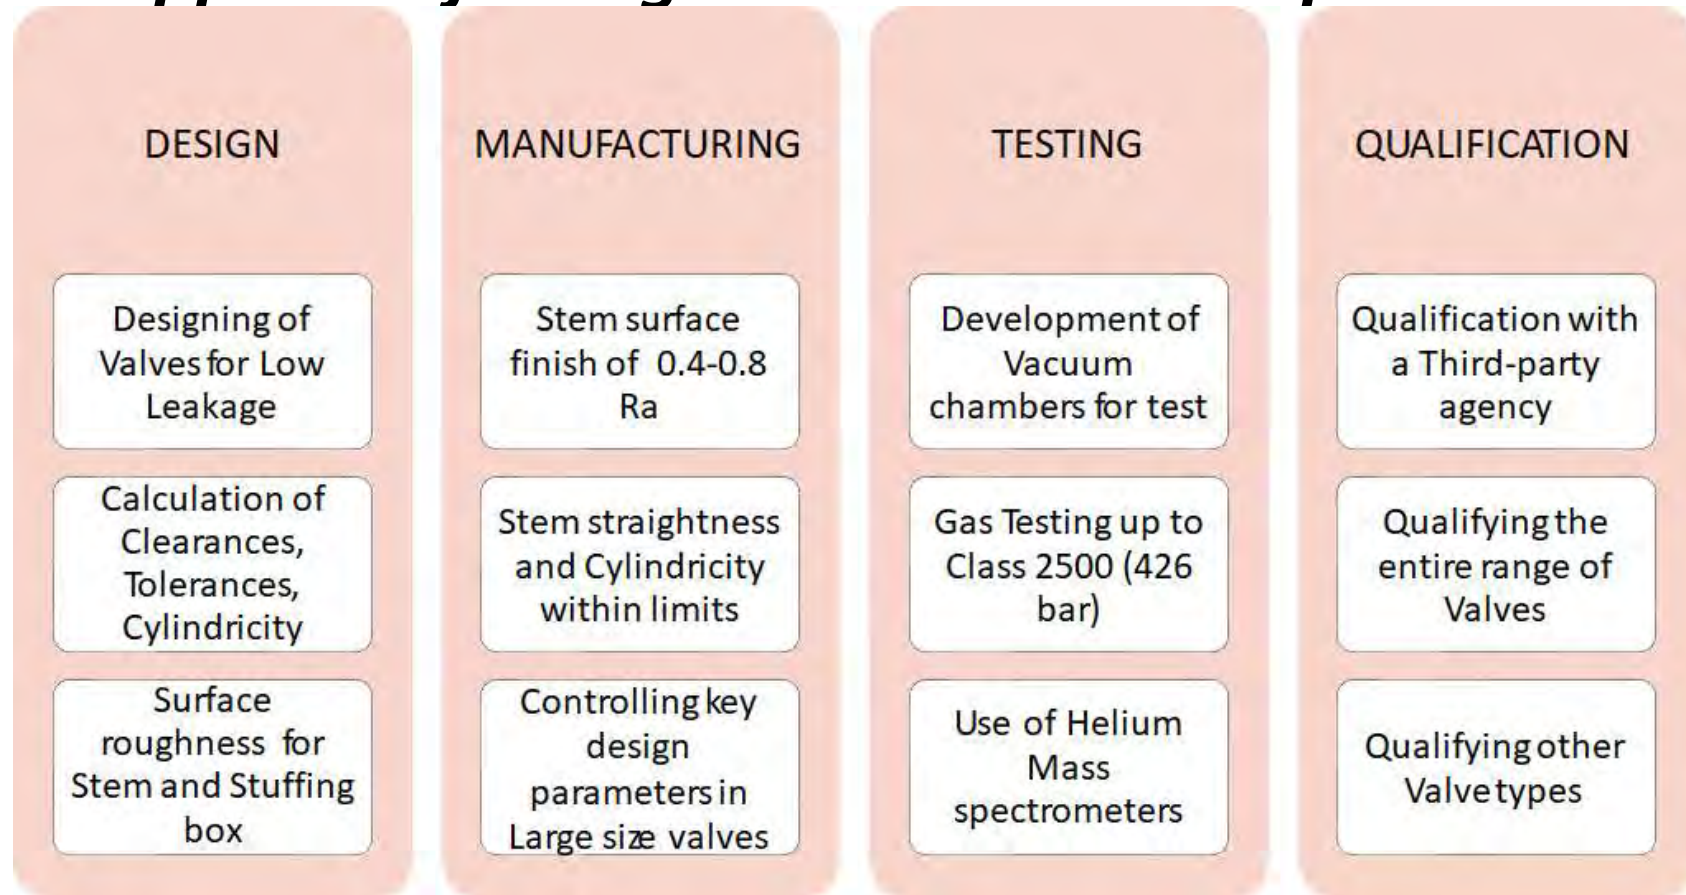 DESIGN
Designing of
Valves for Low
Leakage
Calculation of
Clearances,
Tolerances,
Cylindricity
Surface
roughness for
Stem and Stuffing
box
MANUFACTURING
Stem surface
finish of 0.4-0.8
Ra
Stem straightness
and Cylindricity
within limits
Controlling key
design
parameters in
Large size valves
TESTING
Development of
Vacuum
chambers for test
Gas Testing up to
Class 2500 (426
bar)
Use of Helium
Mass
spectrometers
QUALIFICATION
Qualification with
a Third-party
agency
Qualifying the
entire range of
Valves
Qualifying other
Valve types